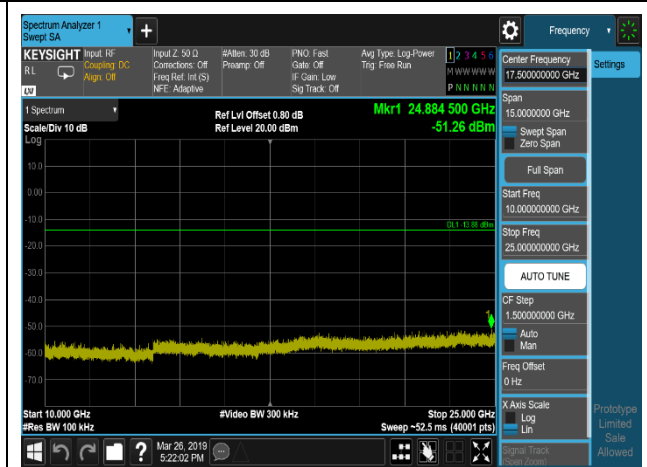 Spectrum Analyzer 1
Swept SA
Frequency
KEYSIGHT
RL
Input: RF
Coupling: DC
Align: Off
Input Z: 50 Ω
Corrections: Off
Freq Ref: Int (S)
NFE: Adaptive
#Atten: 30 dB
Preamp: Off
PNO: Fast
Gate: Off
IF Gain: Low
Sig Track: Off
Avg Type: Log-Power
Trig: Free Run
1 2 3 4 5 6
M W W W W W
P N N N N N
Settings
Center Frequency
17.500000000 GHz
Span
15.0000000 GHz
Swept Span
Zero Span
Full Span
Start Freq
10.000000000 GHz
Stop Freq
25.000000000 GHz
AUTO TUNE
CF Step
1.500000000 GHz
Auto
Man
Freq Offset
0 Hz
X Axis Scale
Log
Lin
Signal Track
(Span Zoom)
Prototype
Limited
Sale
Allowed
1 Spectrum
Scale/Div 10 dB
Log
Ref Lvl Offset 0.80 dB
Ref Level 20.00 dBm
Mkr1 24.884 500 GHz
-51.26 dBm
10.0
0.00
-10.0
-20.0
-30.0
-40.0
-50.0
-60.0
-70.0
DL1 -13.88 dBm
1
Start 10.000 GHz
#Res BW 100 kHz
#Video BW 300 kHz
Stop 25.000 GHz
Sweep ~52.5 ms (40001 pts)
Mar 26, 2019
5:22:02 PM